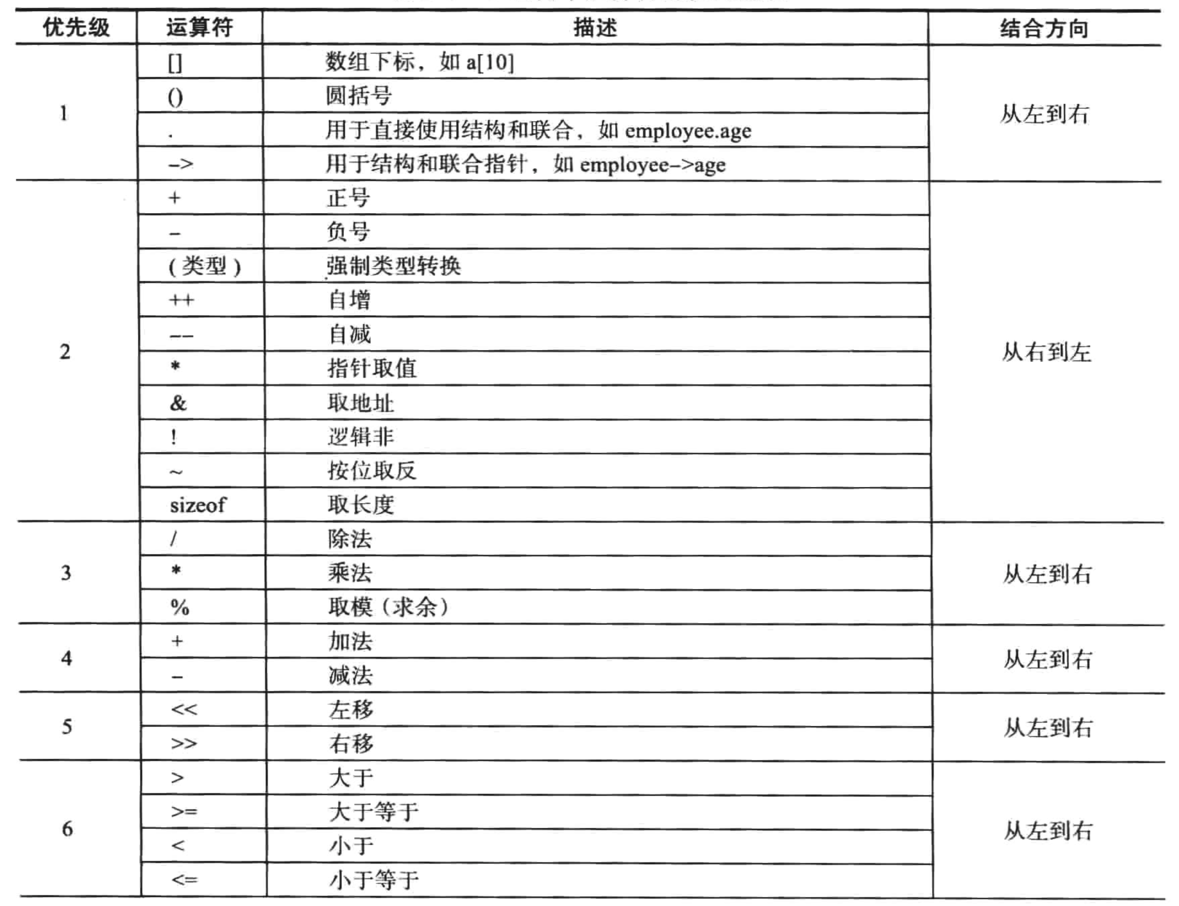 优先级 运算符 描述 结合方向
1 [] 数组下标，如 a[10] 从左到右
() 圆括号
. 用于直接使用结构和联合，如 employee.age
–> 用于结构和联合指针，如 employee–>age
2 + 正号 从右到左
– 负号
(类型) 强制类型转换
++ 自增
–– 自减
* 指针取值
& 取地址
! 逻辑非
~ 按位取反
sizeof 取长度
3 / 除法 从左到右
* 乘法
% 取模（求余）
4 + 加法 从左到右
– 减法
5 << 左移 从左到右
>> 右移
6 > 大于 从左到右
>= 大于等于
< 小于
<= 小于等于